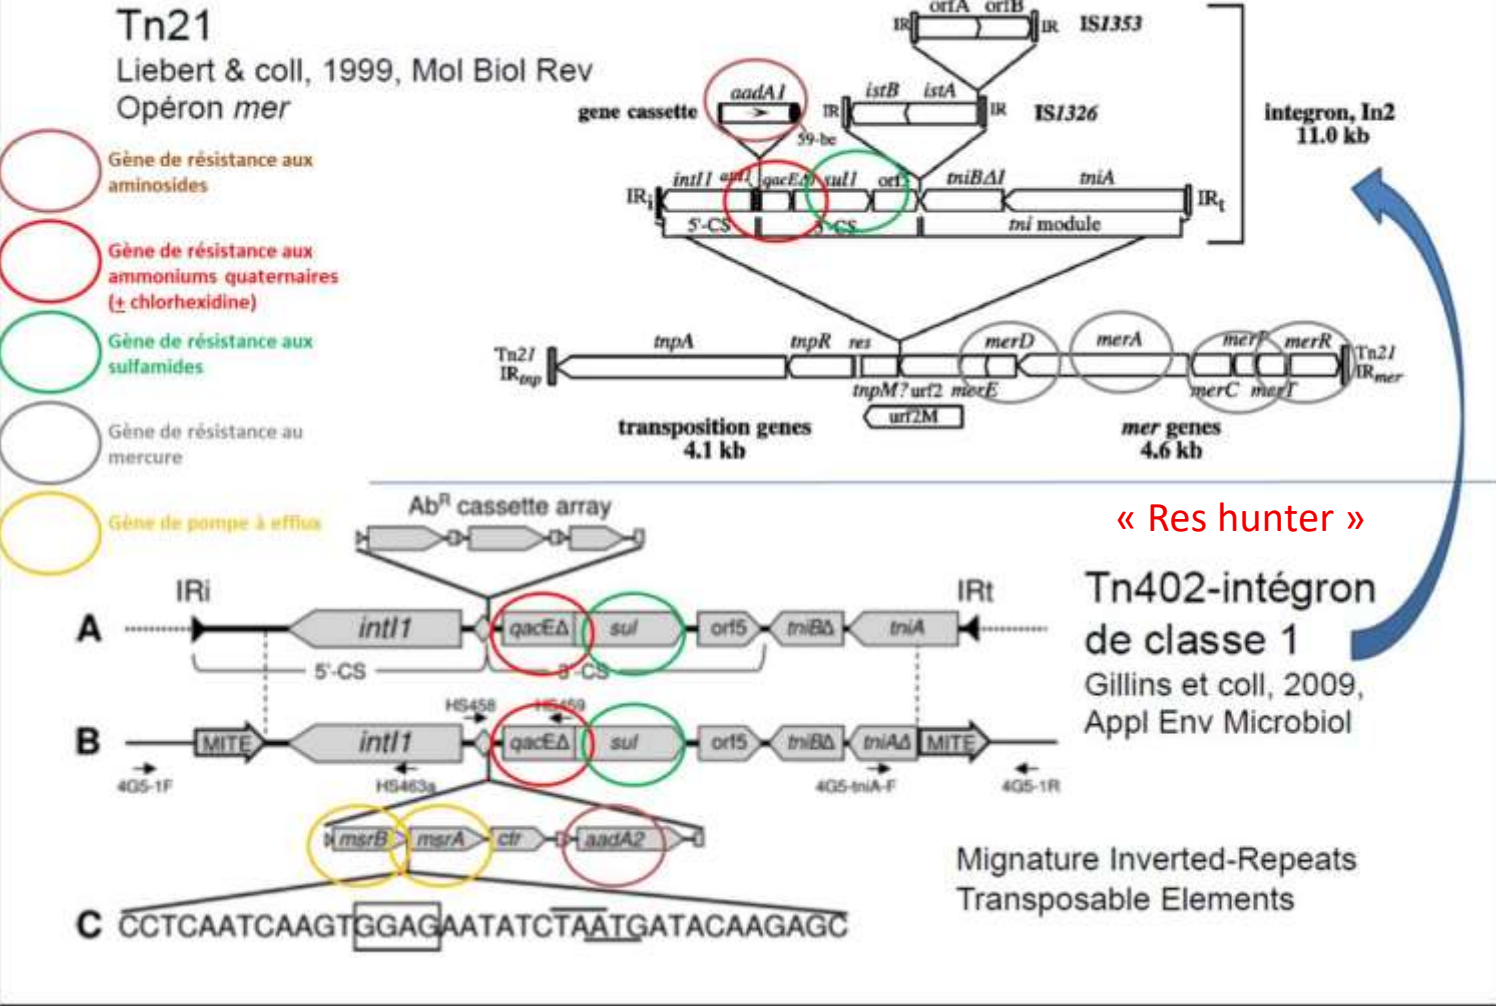 Tn21
Liebert & coll, 1999, Mol Biol Rev
Opéron mer
Gène de résistance aux
aminosides
Gène de résistance aux
ammoniums quaternaires
(± chlorhexidine)
Gène de résistance aux
sulfamides
Gène de résistance au
mercure
Gène de pompe à efflux
orfA orfB
IR IR IS1353
aadA1
gene cassette
59-be
istB istA
IR IR IS1326
integron, In2
11.0 kb
intI1 attI qacEΔ1 sul1 orf5 tniBΔ1 tniA
IRi IRt
5'-CS 3'-CS tni module
tnpA tnpR res merD merA merP merR
Tn21
IRtnp
Tn21
IRmer
tnpM? urf2 merE merC merT
urf2M
transposition genes
4.1 kb
mer genes
4.6 kb
« Res hunter »
Tn402-intégron
de classe 1
Gillins et coll, 2009,
Appl Env Microbiol
AbR cassette array
IRi IRt
A intI1 qacEΔ sul orf5 tniBΔ tniA
5'-CS 3'-CS
HS458 HS459
B MITE intI1 qacEΔ sul orf5 tniBΔ tniAΔ MITE
4G5-1F HS463a 4G5-tniA-F 4G5-1R
msrB msrA ctr aadA2
Mignature Inverted-Repeats
Transposable Elements
C CCTCAATCAAGTGGAGAATATCTAATGATACAAGAGC